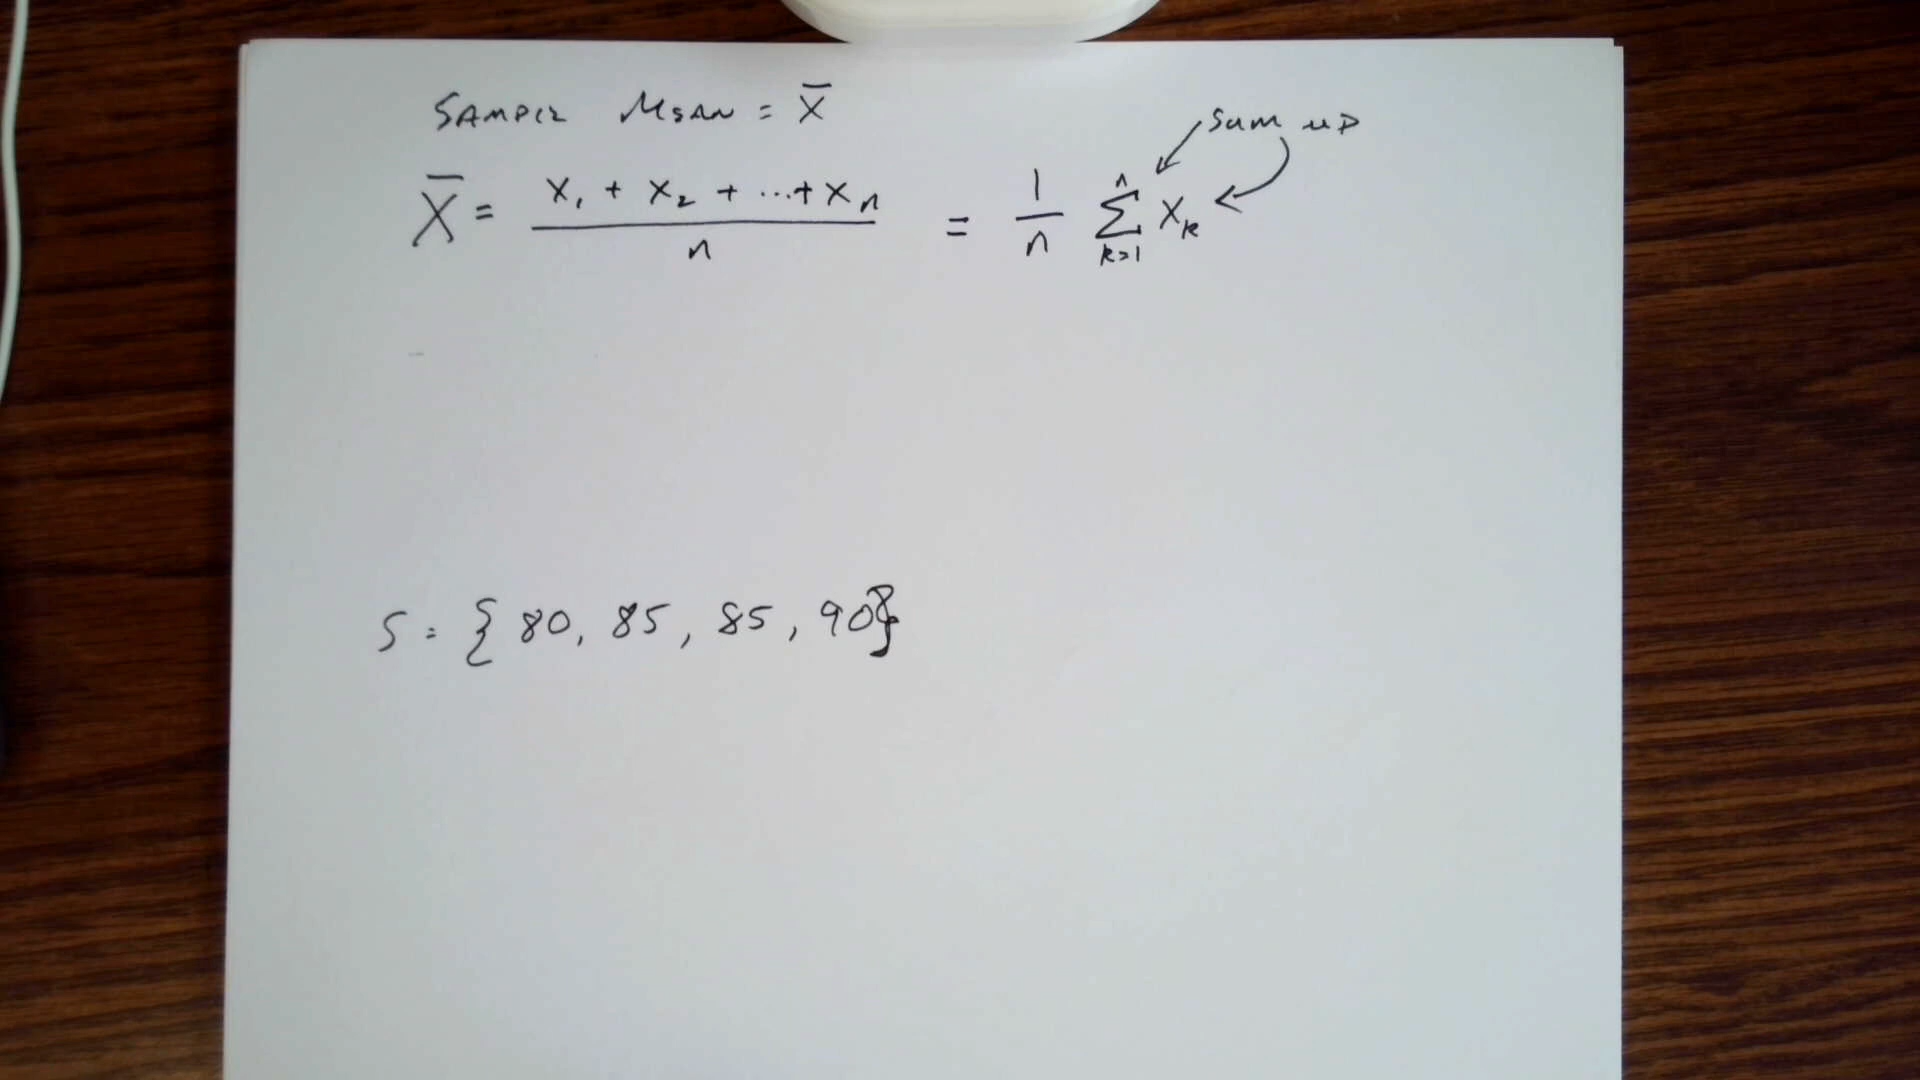 SAMPLE MEAN = X̄
sum up
X̄ = (x₁ + x₂ + ... + xₙ) / n = 1/n ∑ₖ₌₁ⁿ xₖ
S = { 80, 85, 85, 90}